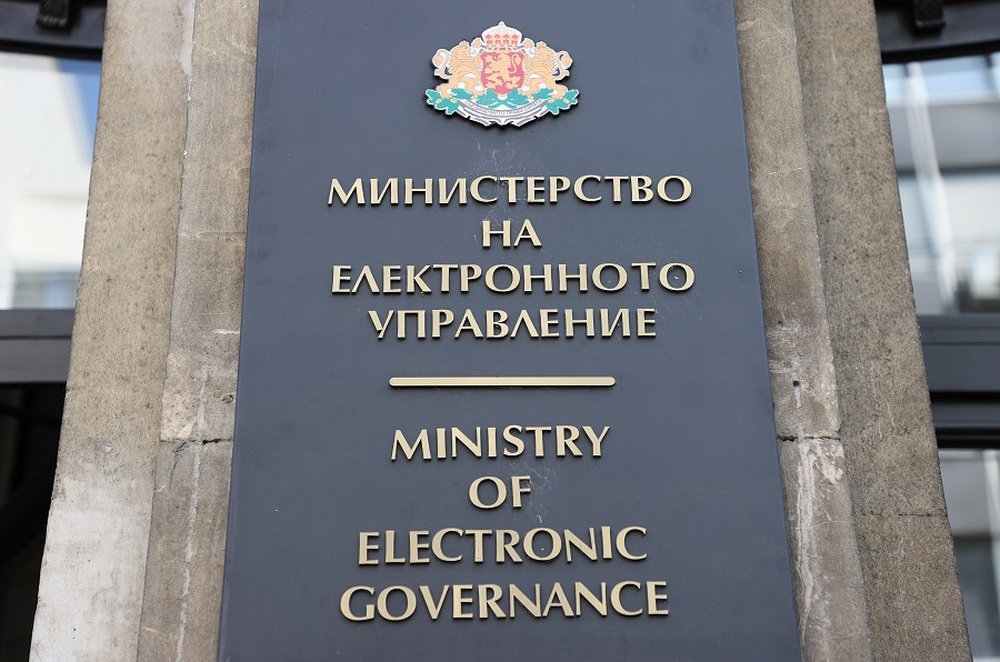 МИНИСТЕРСТВО
НА
ЕЛЕКТРОННОТО
УПРАВЛЕНИЕ
MINISTRY
OF
ELECTRONIC
GOVERNANCE